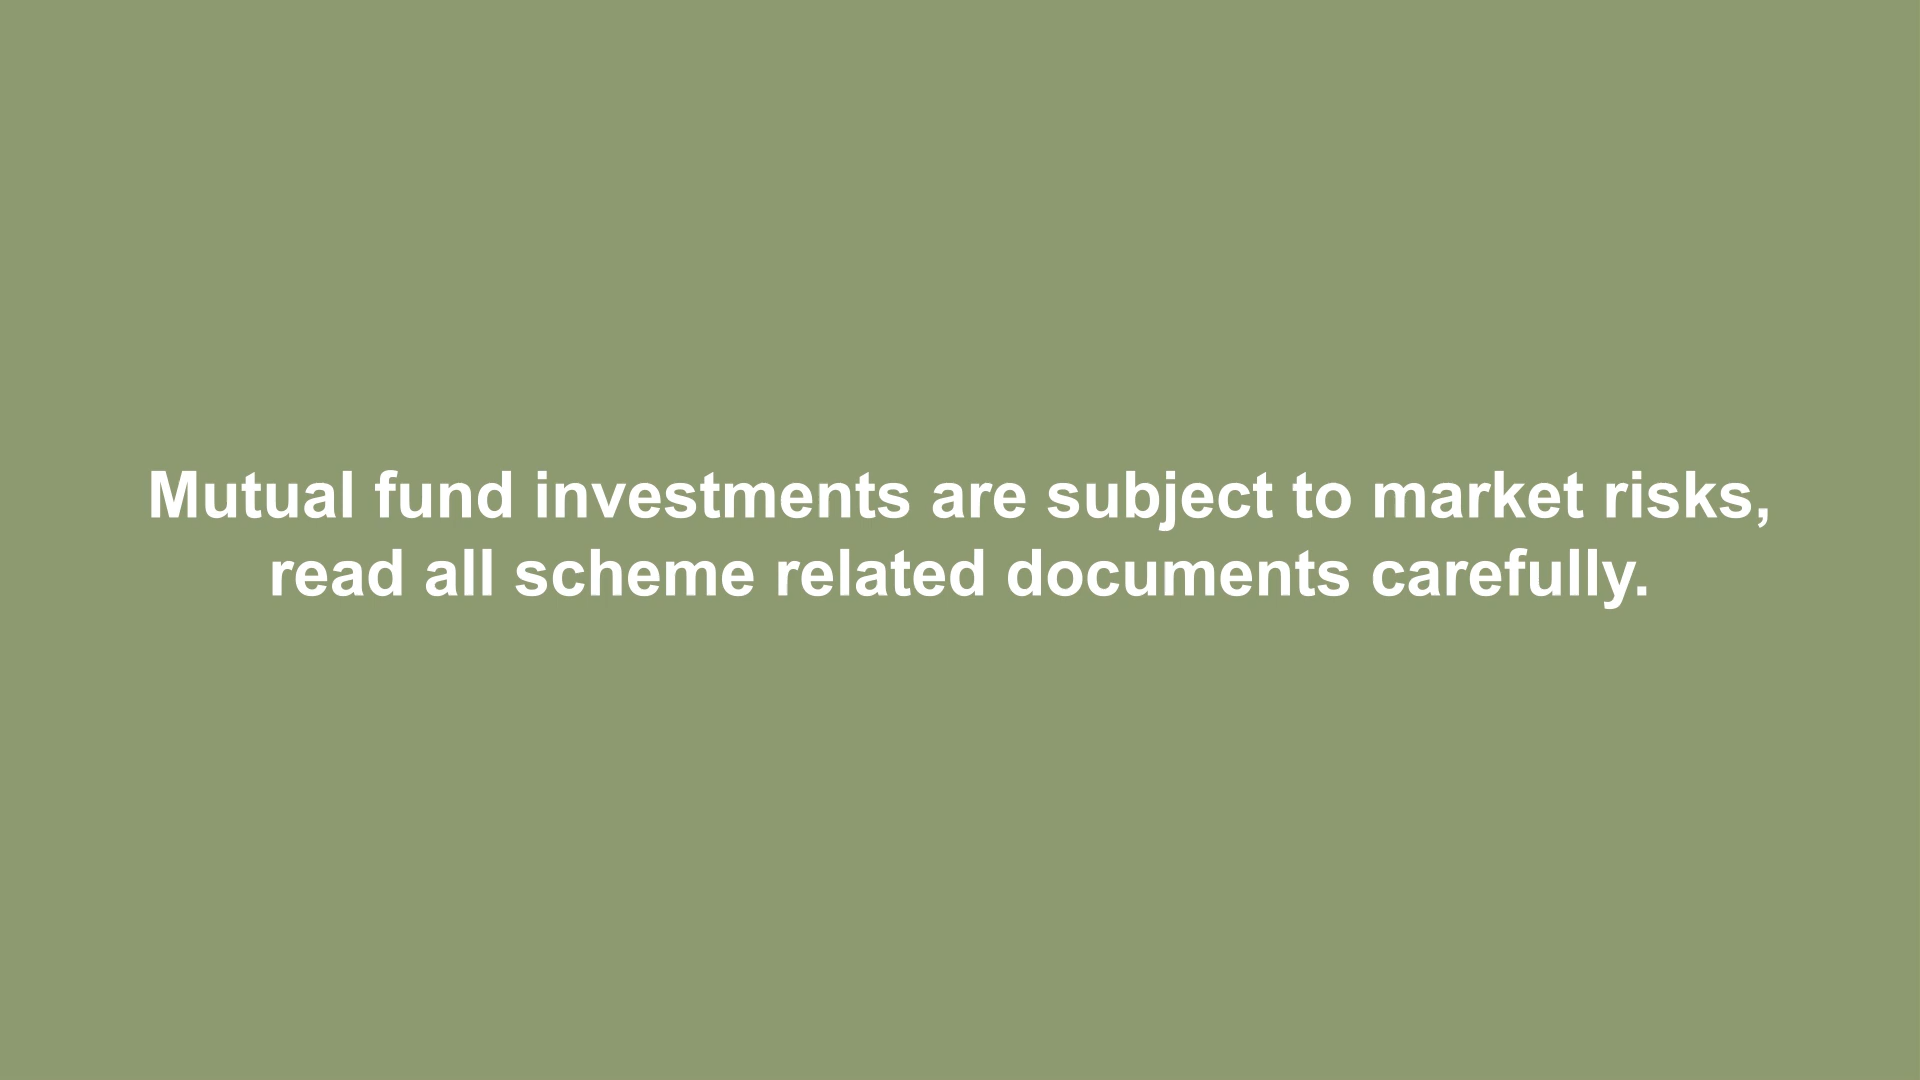 Mutual fund investments are subject to market risks,
read all scheme related documents carefully.